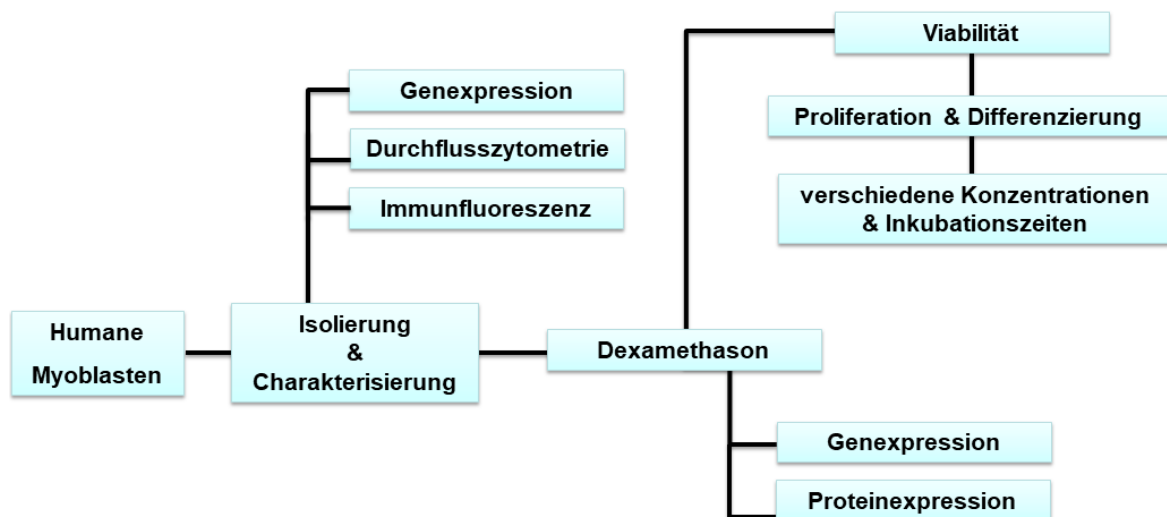 Viabilität
Genexpression
Proliferation & Differenzierung
Durchflusszytometrie
verschiedene Konzentrationen
& Inkubationszeiten
Immunfluoreszenz
Humane
Myoblasten
Isolierung
&
Charakterisierung
Dexamethason
Genexpression
Proteinexpression